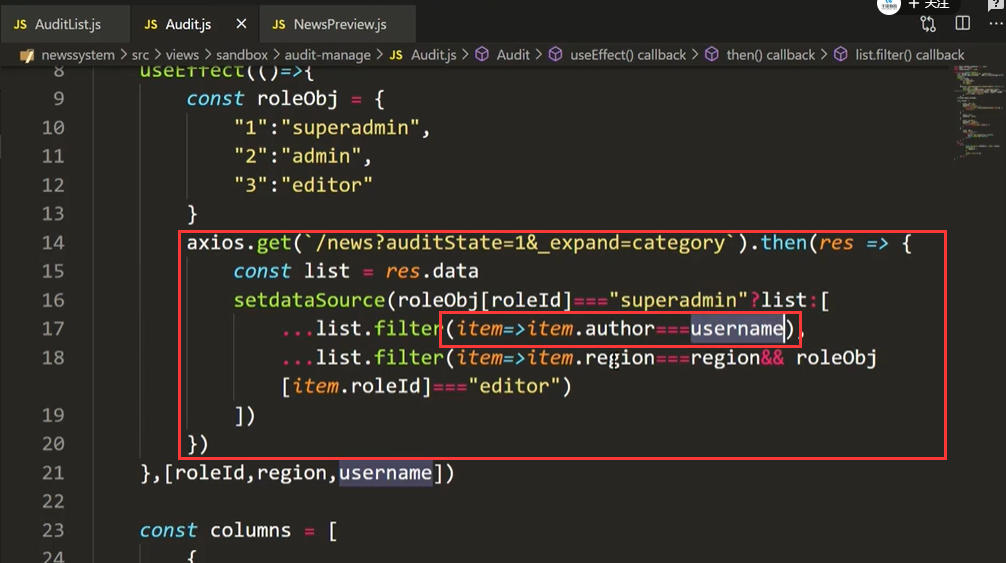 JS AuditList.js JS Audit.js × JS NewsPreview.js + 关注
newssystem > src > views > sandbox > audit-manage > JS Audit.js > Audit > useEffect() callback > then() callback > list.filter() callback
8 useEffect(()=>{
9 const roleObj = {
10 "1":"superadmin",
11 "2":"admin",
12 "3":"editor"
13 }
14 axios.get(`/news?auditState=1&_expand=category`).then(res => {
15 const list = res.data
16 setdataSource(roleObj[roleId]==="superadmin"?list:[
17 ...list.filter(item=>item.author===username),
18 ...list.filter(item=>item.region===region&& roleObj
[item.roleId]==="editor")
19 ])
20 })
21 },[roleId,region,username])
22
23 const columns = [
24 {